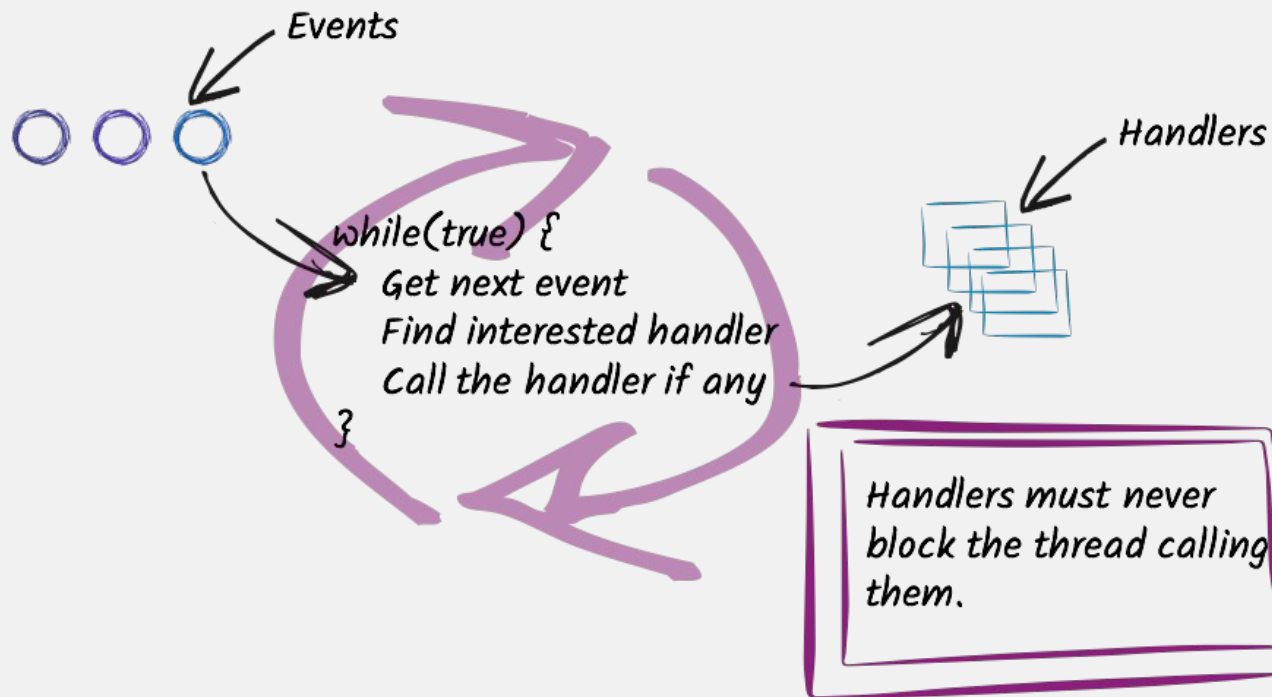 Events
Handlers
while(true) {
Get next event
Find interested handler
Call the handler if any
}
Handlers must never
block the thread calling
them.